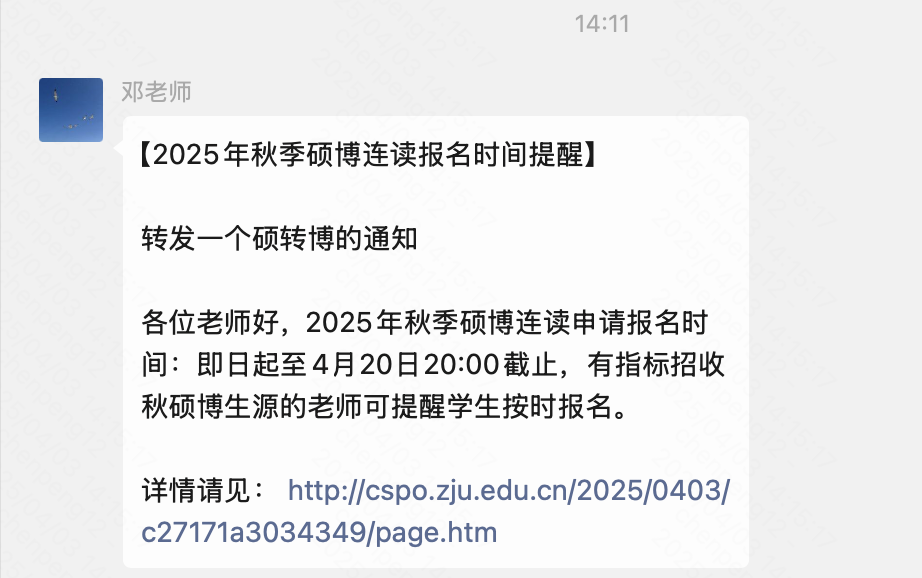 14:11
邓老师
【2025年秋季硕博连读报名时间提醒】
转发一个硕转博的通知
各位老师好，2025年秋季硕博连读申请报名时
间：即日起至4月20日20:00截止，有指标招收
秋硕博生源的老师可提醒学生按时报名。
详情请见： http://cspo.zju.edu.cn/2025/0403/
c27171a3034349/page.htm